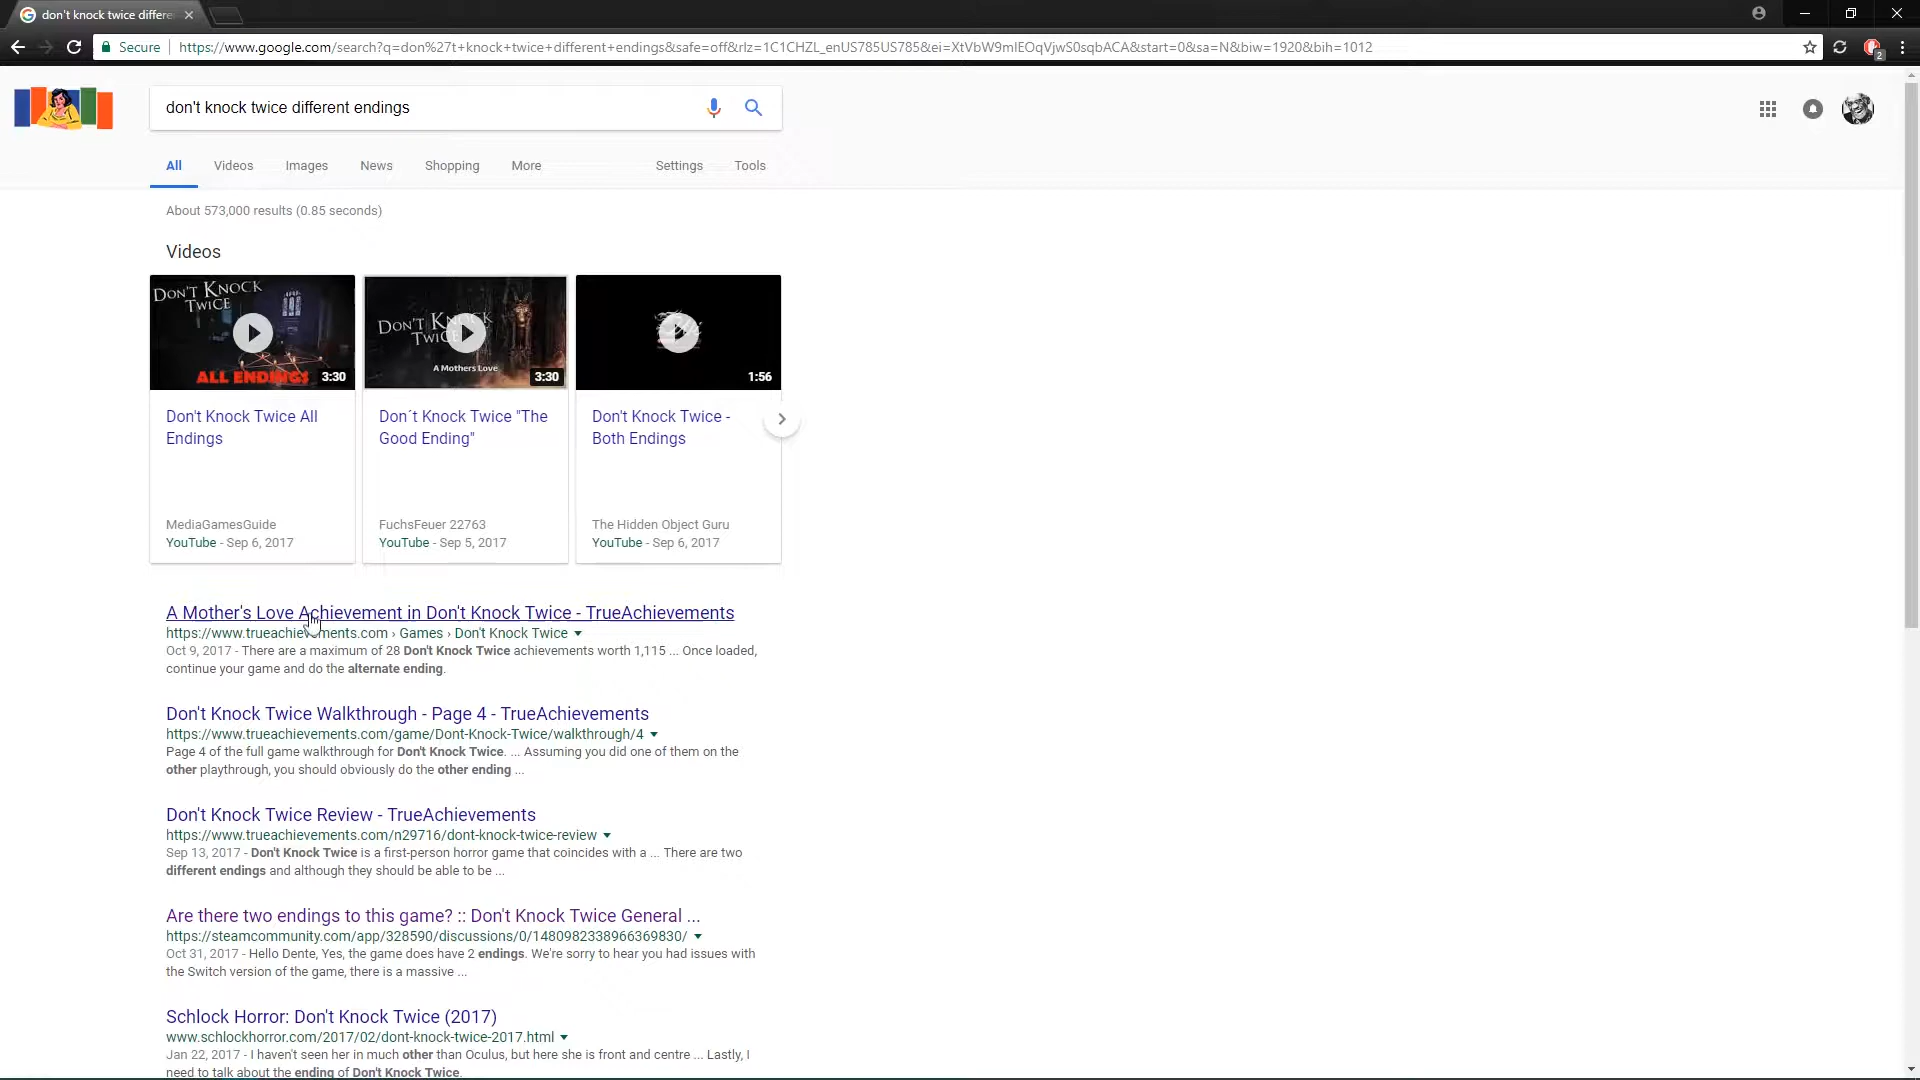 don't knock twice differe
Secure https://www.google.com/search?q=don%27t+knock+twice+different+endings&safe=off&rlz=1C1CHZL_enUS785US785&ei=XtVbW9mIEOqVjwS0sqbACA&start=0&sa=N&biw=1920&bih=1012
2
don't knock twice different endings
All Videos Images News Shopping More Settings Tools
About 573,000 results (0.85 seconds)
Videos
DON'T KNOCK
TWICE
ALL ENDINGS 3:30
DON'T KNOCK
TWICE
A Mothers Love
3:30
1:56
Don't Knock Twice All
Endings
MediaGamesGuide
YouTube - Sep 6, 2017
Don´t Knock Twice "The
Good Ending"
FuchsFeuer 22763
YouTube - Sep 5, 2017
Don't Knock Twice -
Both Endings
The Hidden Object Guru
YouTube - Sep 6, 2017
A Mother's Love Achievement in Don't Knock Twice - TrueAchievements
https://www.trueachievements.com › Games › Don't Knock Twice
Oct 9, 2017 - There are a maximum of 28 Don't Knock Twice achievements worth 1,115 ... Once loaded,
continue your game and do the alternate ending.
Don't Knock Twice Walkthrough - Page 4 - TrueAchievements
https://www.trueachievements.com/game/Dont-Knock-Twice/walkthrough/4
Page 4 of the full game walkthrough for Don't Knock Twice. ... Assuming you did one of them on the
other playthrough, you should obviously do the other ending ...
Don't Knock Twice Review - TrueAchievements
https://www.trueachievements.com/n29716/dont-knock-twice-review
Sep 13, 2017 - Don't Knock Twice is a first-person horror game that coincides with a ... There are two
different endings and although they should be able to be ...
Are there two endings to this game? :: Don't Knock Twice General ...
https://steamcommunity.com/app/328590/discussions/0/1480982338966369830/
Oct 31, 2017 - Hello Dente, Yes, the game does have 2 endings. We're sorry to hear you had issues with
the Switch version of the game, there is a massive ...
Schlock Horror: Don't Knock Twice (2017)
www.schlockhorror.com/2017/02/dont-knock-twice-2017.html
Jan 22, 2017 - I haven't seen her in much other than Oculus, but here she is front and centre ... Lastly, I
need to talk about the ending of Don't Knock Twice.